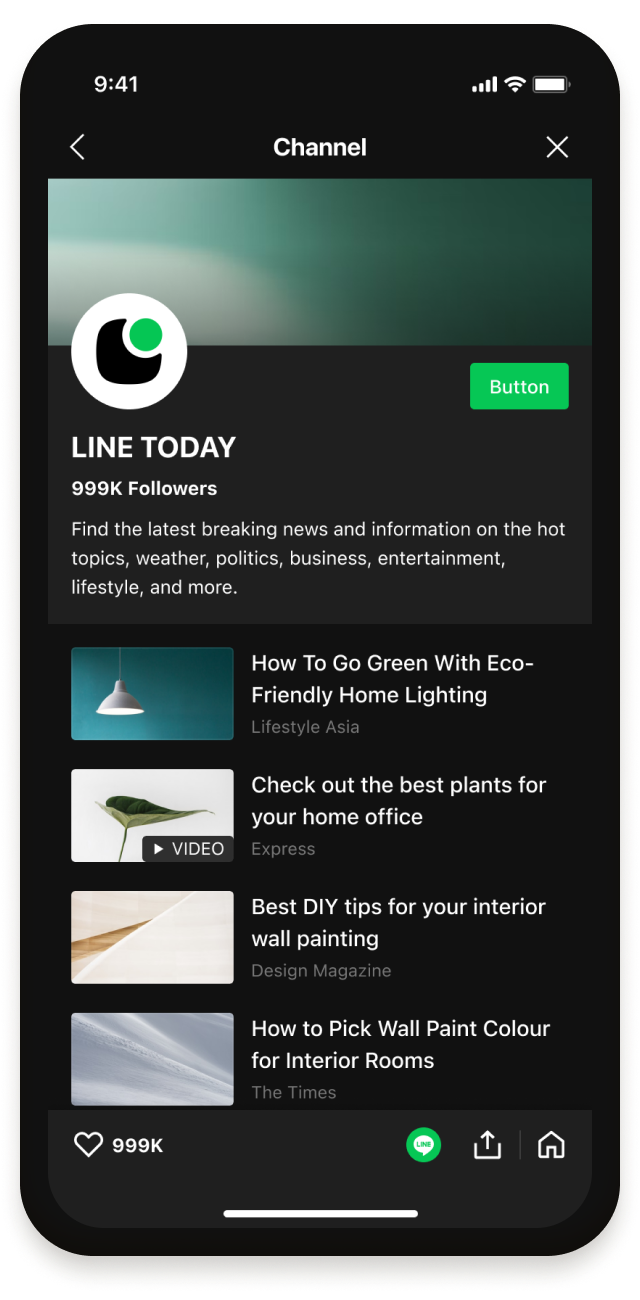 9:41
Channel
Button
LINE TODAY
999K Followers
Find the latest breaking news and information on the hot
topics, weather, politics, business, entertainment,
lifestyle, and more.
How To Go Green With Eco-
Friendly Home Lighting
Lifestyle Asia
Check out the best plants for
your home office
VIDEO
Express
Best DIY tips for your interior
wall painting
Design Magazine
How to Pick Wall Paint Colour
for Interior Rooms
The Times
999K
LINE